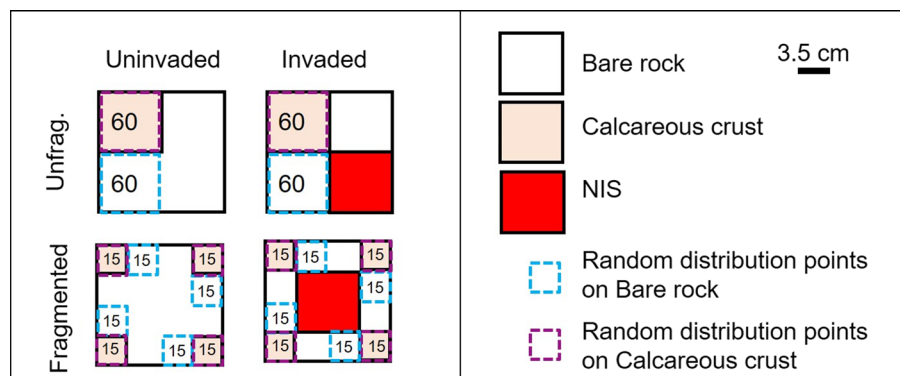 Uninvaded Invaded
Unfrag.
60 60
60 60
Fragmented
15 15 15 15 15 15
15 15
15 15
15 15 15 15 15 15
Bare rock
3.5 cm
Calcareous crust
NIS
Random distribution points
on Bare rock
Random distribution points
on Calcareous crust